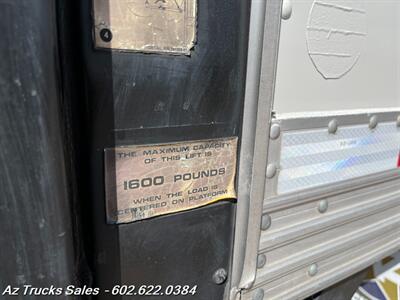 4
THE MAXIMUM CAPACITY
OF THIS LIFT IS
1600 POUNDS
WHEN THE LOAD IS
CENTERED ON PLATFORM
Az Trucks Sales - 602.622.0384